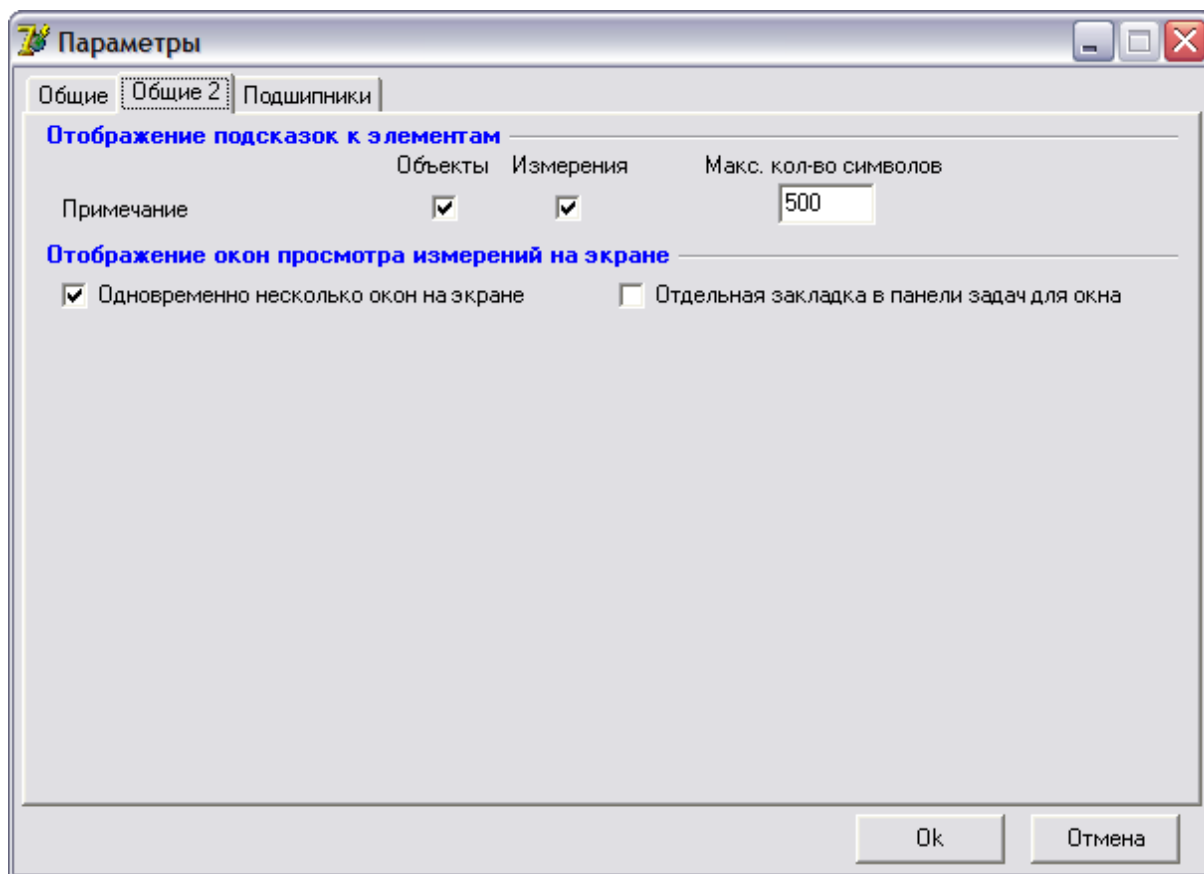 Параметры
Общие Общие 2 Подшипники
Отображение подсказок к элементам
Объекты Измерения Макс. кол-во символов
Примечание 500
Отображение окон просмотра измерений на экране
Одновременно несколько окон на экране Отдельная закладка в панели задач для окна
Ok Отмена